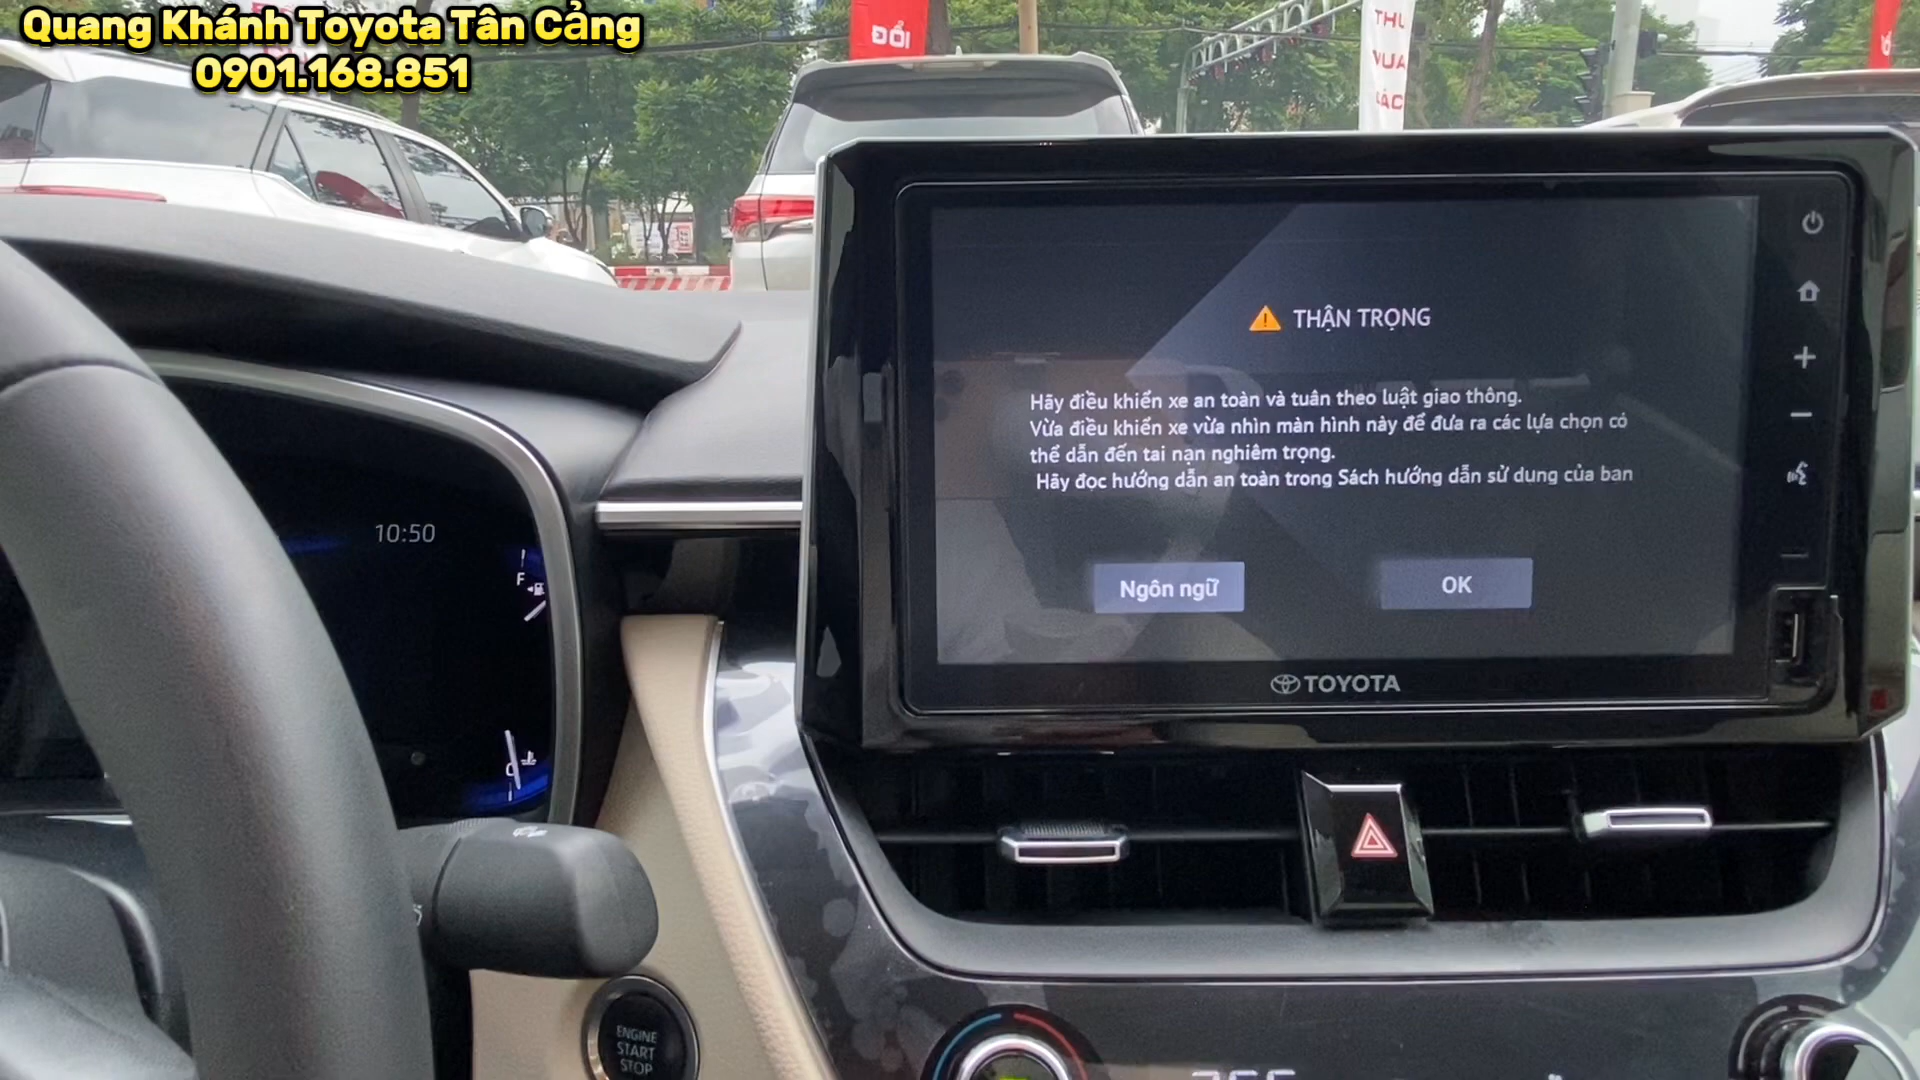 Quang Khánh Toyota Tân Cảng
0901.168.851
ĐỔI
THU
MUA
CÁC
THẬN TRỌNG
Hãy điều khiển xe an toàn và tuân theo luật giao thông.
Vừa điều khiển xe vừa nhìn màn hình này để đưa ra các lựa chọn có
thể dẫn đến tai nạn nghiêm trọng.
Hãy đọc hướng dẫn an toàn trong Sách hướng dẫn sử dụng của bạn
Ngôn ngữ
OK
TOYOTA
10:50
F
C
ENGINE
START
STOP